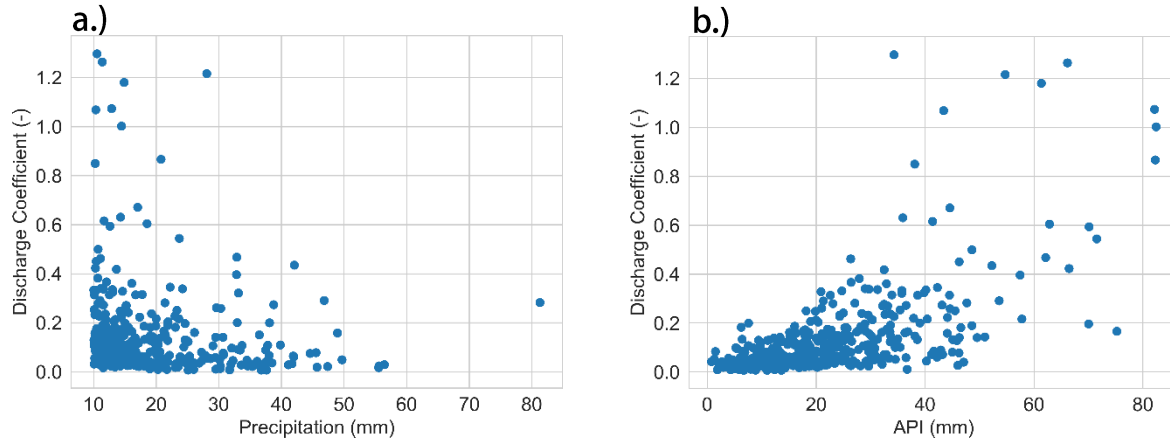 a.)
1.2
1.0
0.8
0.6
0.4
0.2
0.0
Discharge Coefficient (-)
10 20 30 40 50 60 70 80
Precipitation (mm)
b.)
1.2
1.0
0.8
0.6
0.4
0.2
0.0
Discharge Coefficient (-)
0 20 40 60 80
API (mm)